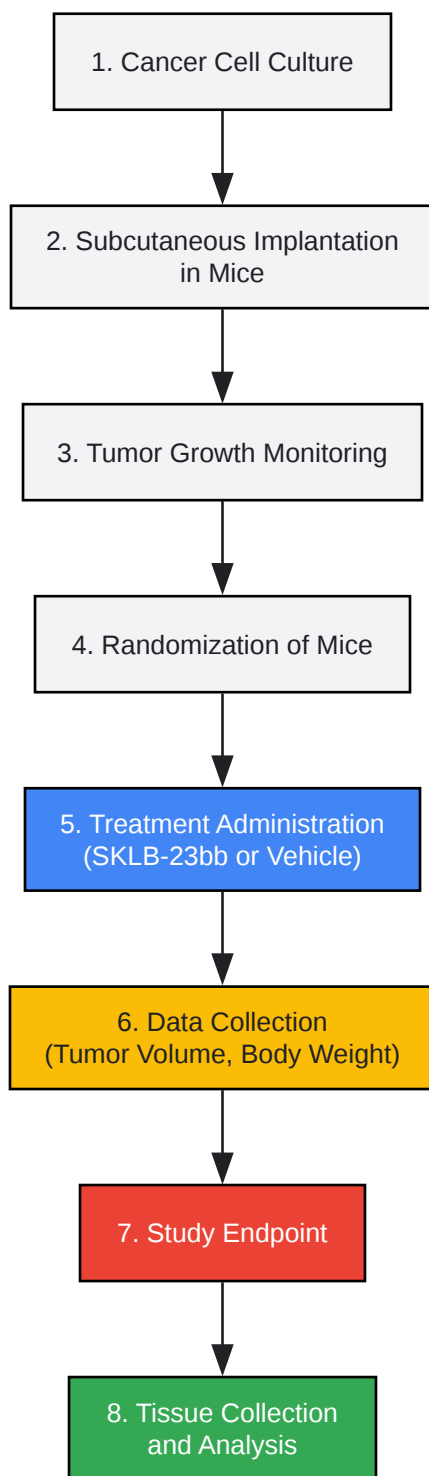 1. Cancer Cell Culture
2. Subcutaneous Implantation
in Mice
3. Tumor Growth Monitoring
4. Randomization of Mice
5. Treatment Administration
(SKLB-23bb or Vehicle)
6. Data Collection
(Tumor Volume, Body Weight)
7. Study Endpoint
8. Tissue Collection
and Analysis